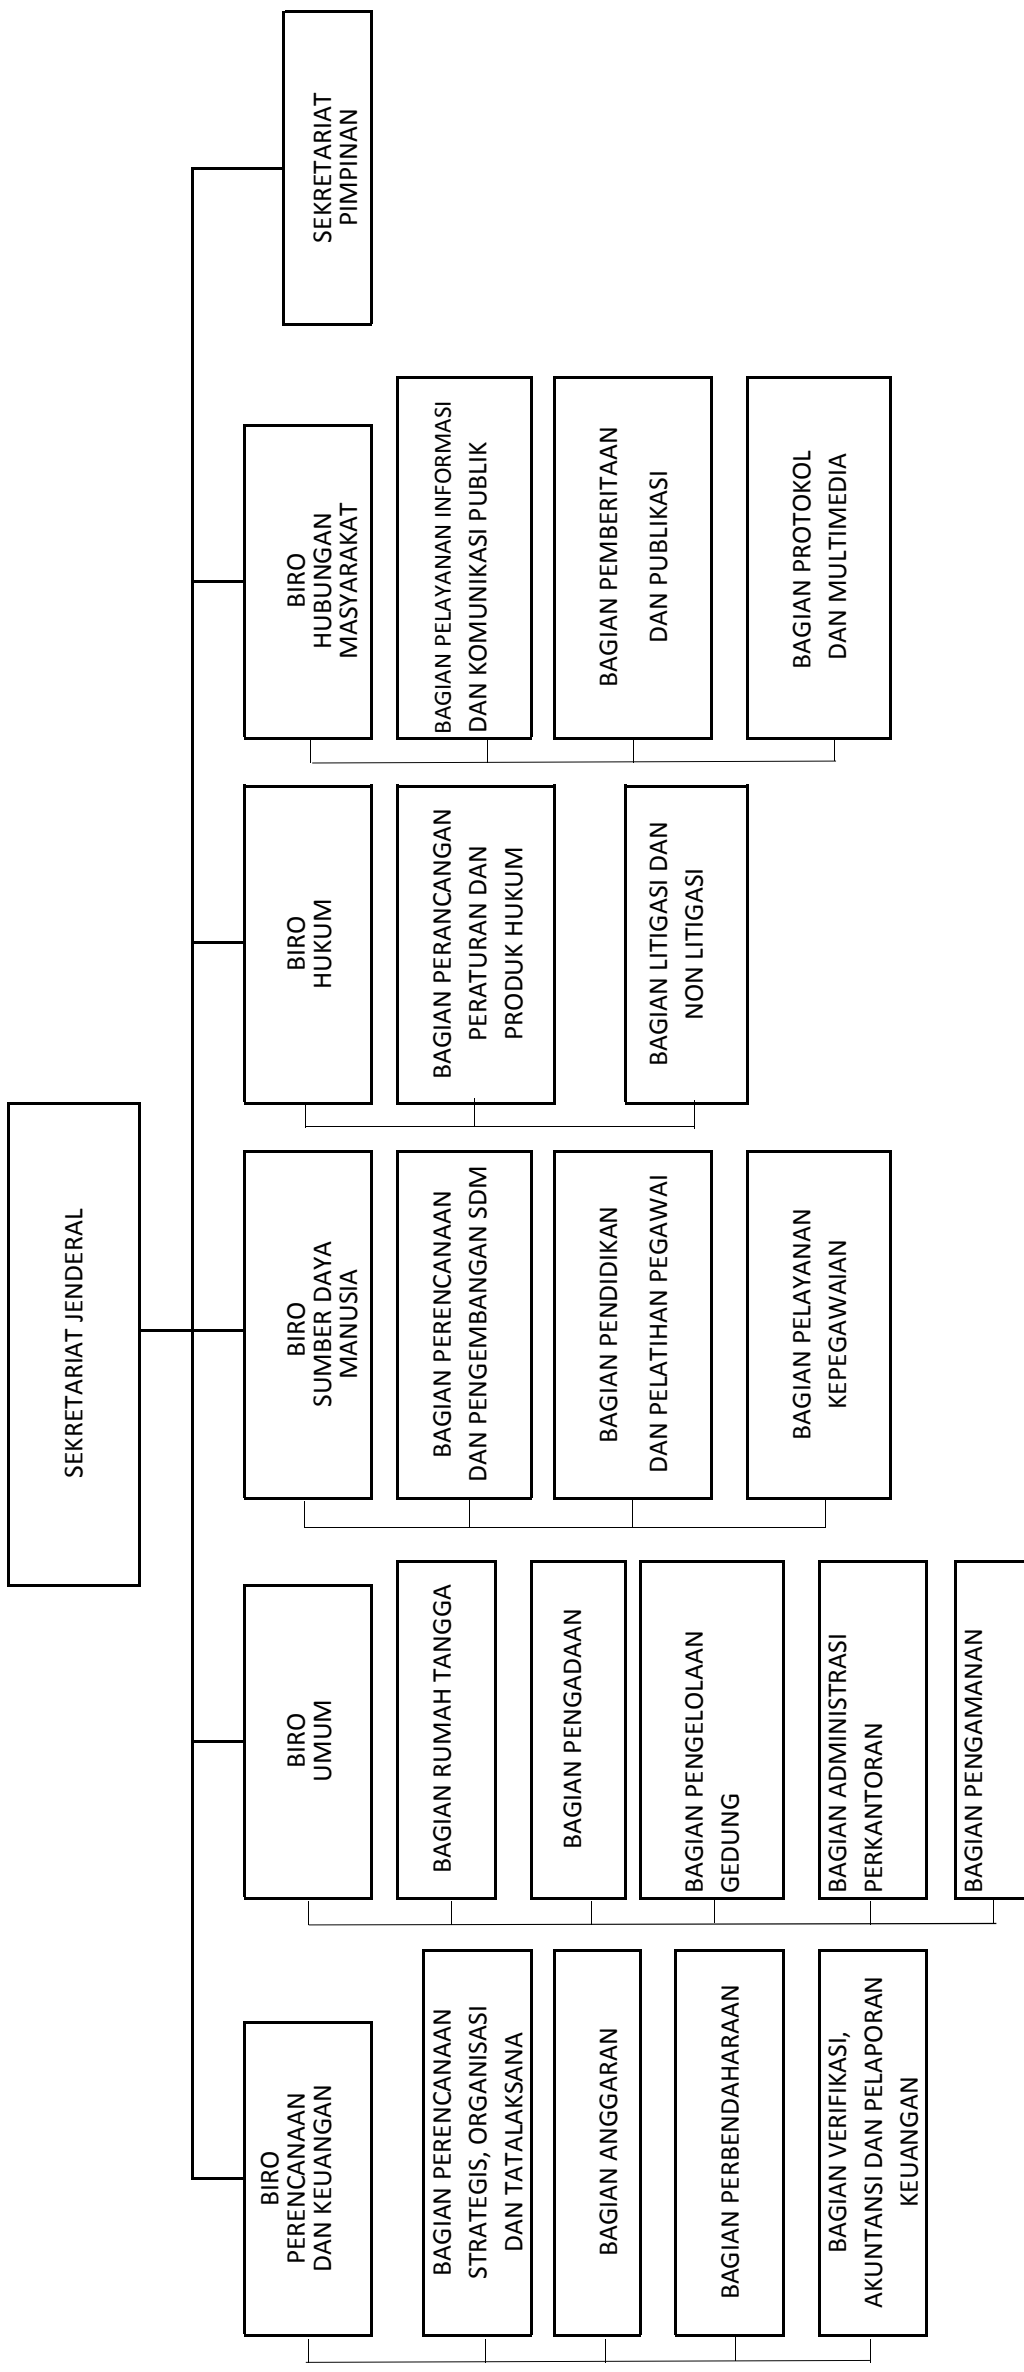 SEKRETARIAT JENDERAL
BIRO
PERENCANAAN
DAN KEUANGAN
BAGIAN PERENCANAAN
STRATEGIS, ORGANISASI
DAN TATALAKSANA
BAGIAN ANGGARAN
BAGIAN PERBENDAHARAAN
BAGIAN VERIFIKASI,
AKUNTANSI DAN PELAPORAN
KEUANGAN
BIRO
UMUM
BAGIAN RUMAH TANGGA
BAGIAN PENGADAAN
BAGIAN PENGELOLAAN
GEDUNG
BAGIAN ADMINISTRASI
PERKANTORAN
BAGIAN PENGAMANAN
BIRO
SUMBER DAYA
MANUSIA
BAGIAN PERENCANAAN
DAN PENGEMBANGAN SDM
BAGIAN PENDIDIKAN
DAN PELATIHAN PEGAWAI
BAGIAN PELAYANAN
KEPEGAWAIAN
BIRO
HUKUM
BAGIAN PERANCANGAN
PERATURAN DAN
PRODUK HUKUM
BAGIAN LITIGASI DAN
NON LITIGASI
BIRO
HUBUNGAN
MASYARAKAT
BAGIAN PELAYANAN INFORMASI
DAN KOMUNIKASI PUBLIK
BAGIAN PEMBERITAAN
DAN PUBLIKASI
BAGIAN PROTOKOL
DAN MULTIMEDIA
SEKRETARIAT
PIMPINAN